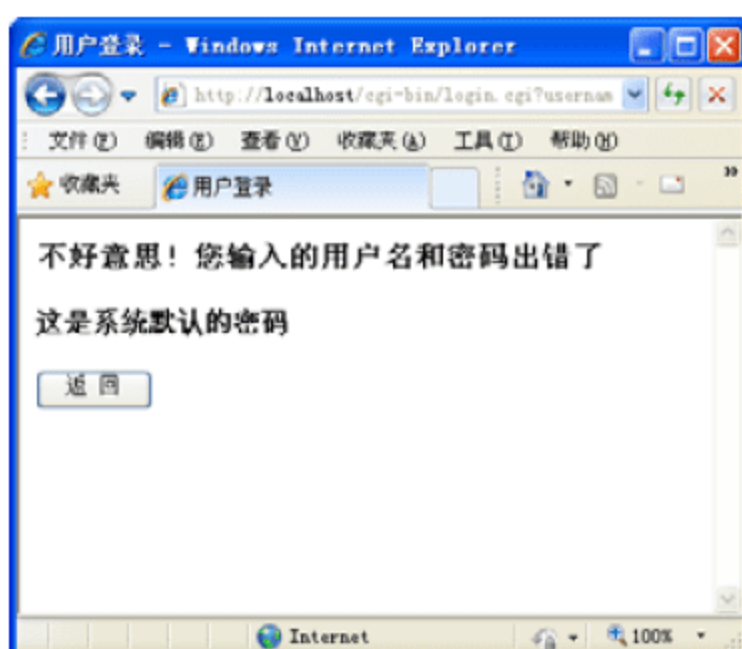 用户登录 - Windows Internet Explorer
http://localhost/cgi-bin/login.cgi?usernam
文件(F) 编辑(E) 查看(V) 收藏夹(A) 工具(T) 帮助(H)
收藏夹 用户登录 »
不好意思！您输入的用户名和密码出错了
这是系统默认的密码
返 回
Internet 100%